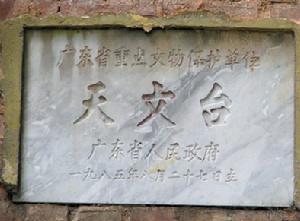 广东省重点文物保护单位
天文台
广东省人民政府
一九八五年八月二十七日立